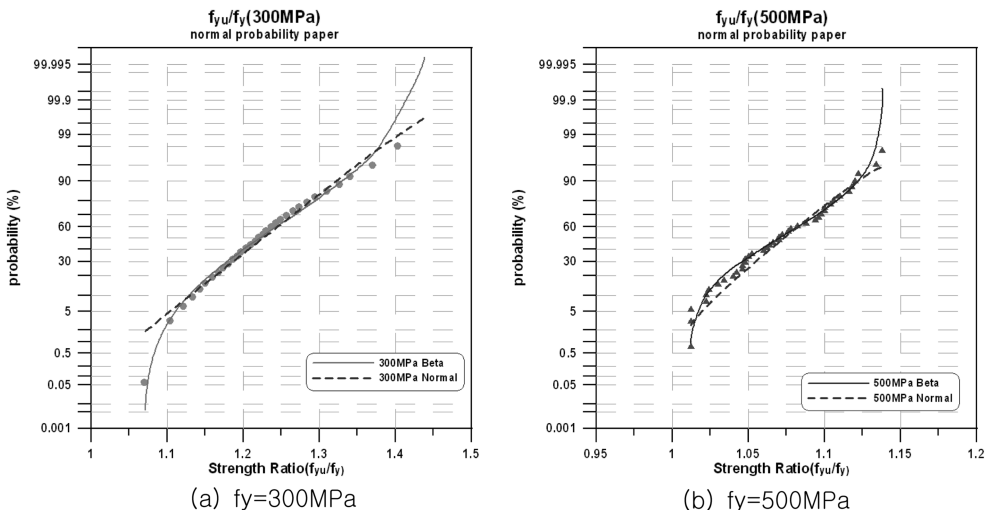 fyu/fy(300MPa)
normal probability paper
99.995
99.9
99
90
60
30
5
0.5
0.05
0.001
probability (%)
300MPa Beta
300MPa Normal
1 1.1 1.2 1.3 1.4 1.5
Strength Ratio(fyu/fy)
(a) fy=300MPa
fyu/fy(500MPa)
normal probability paper
99.995
99.9
99
90
60
30
5
0.5
0.05
0.001
probability (%)
500MPa Beta
500MPa Normal
0.95 1 1.05 1.1 1.15 1.2
Strength Ratio(fyu/fy)
(b) fy=500MPa